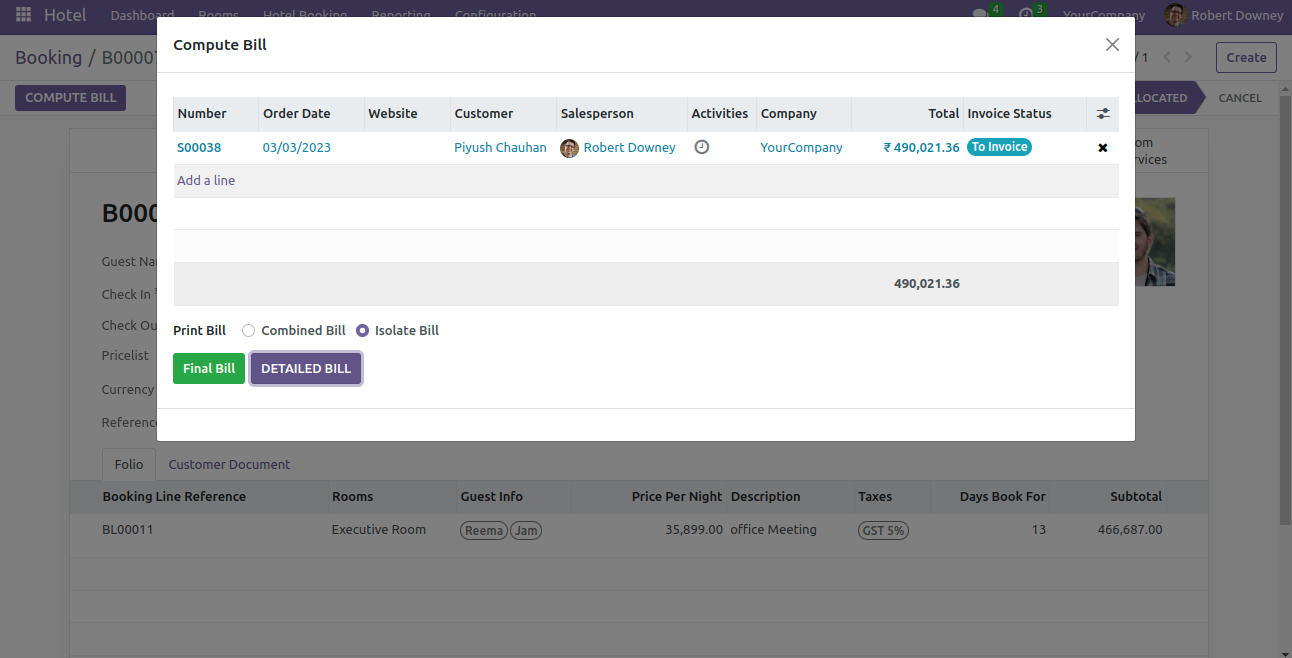 Hotel Dashboard Rooms Hotel Booking Reporting Configuration 4 3 YourCompany Robert Downey
Booking / B00007 / 1 Create
COMPUTE BILL LLOCATED CANCEL
Compute Bill
Number Order Date Website Customer Salesperson Activities Company Total Invoice Status
S00038 03/03/2023 Piyush Chauhan Robert Downey YourCompany ₹ 490,021.36 To Invoice
Add a line
490,021.36
Print Bill Combined Bill Isolate Bill
Final Bill DETAILED BILL
om
rvices
B000
Guest Na
Check In
Check Ou
Pricelist
Currency
Referenc
Folio Customer Document
Booking Line Reference Rooms Guest Info Price Per Night Description Taxes Days Book For Subtotal
BL00011 Executive Room Reema Jam 35,899.00 office Meeting GST 5% 13 466,687.00